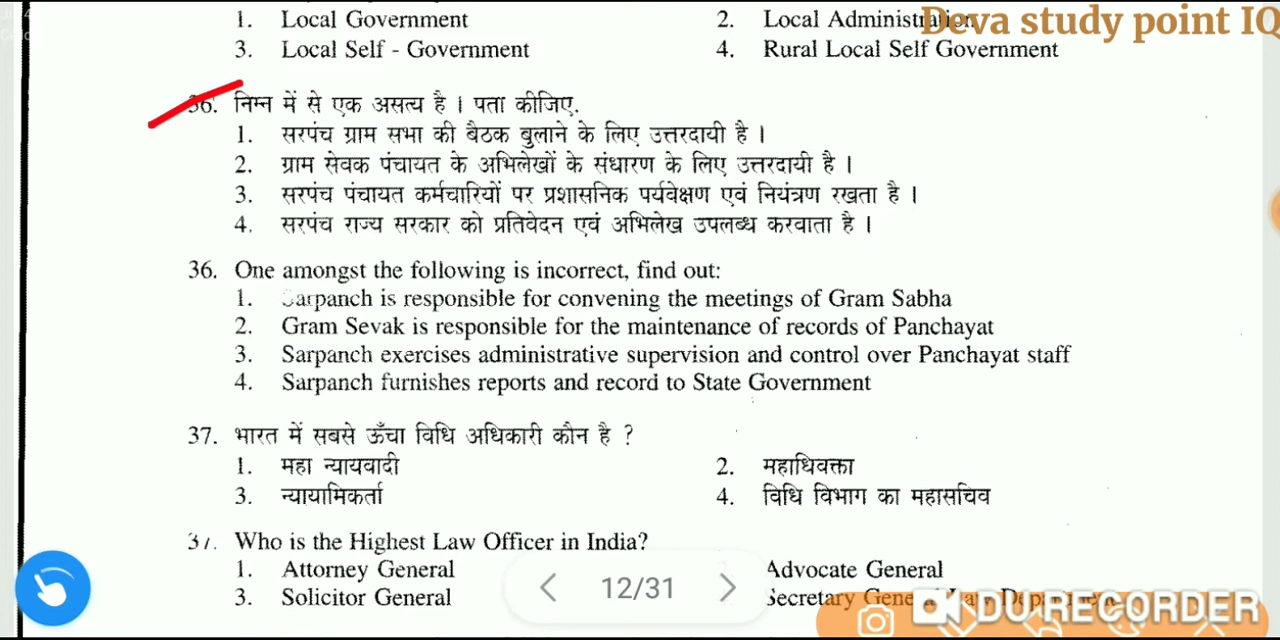 1. Local Government 2. Local Administration
Deva study point IQ
3. Local Self - Government 4. Rural Local Self Government
36. निम्न में से एक असत्य है । पता कीजिए.
1. सरपंच ग्राम सभा की बैठक बुलाने के लिए उत्तरदायी है ।
2. ग्राम सेवक पंचायत के अभिलेखों के संधारण के लिए उत्तरदायी है ।
3. सरपंच पंचायत कर्मचारियों पर प्रशासनिक पर्यवेक्षण एवं नियंत्रण रखता है ।
4. सरपंच राज्य सरकार को प्रतिवेदन एवं अभिलेख उपलब्ध करवाता है ।
36. One amongst the following is incorrect, find out:
1. Sarpanch is responsible for convening the meetings of Gram Sabha
2. Gram Sevak is responsible for the maintenance of records of Panchayat
3. Sarpanch exercises administrative supervision and control over Panchayat staff
4. Sarpanch furnishes reports and record to State Government
37. भारत में सबसे ऊँचा विधि अधिकारी कौन है ?
1. महा न्यायवादी 2. महाधिवक्ता
3. न्यायामिकर्ता 4. विधि विभाग का महासचिव
37. Who is the Highest Law Officer in India?
1. Attorney General Advocate General
12/31
3. Solicitor General Secretary General Law
DU RECORDER